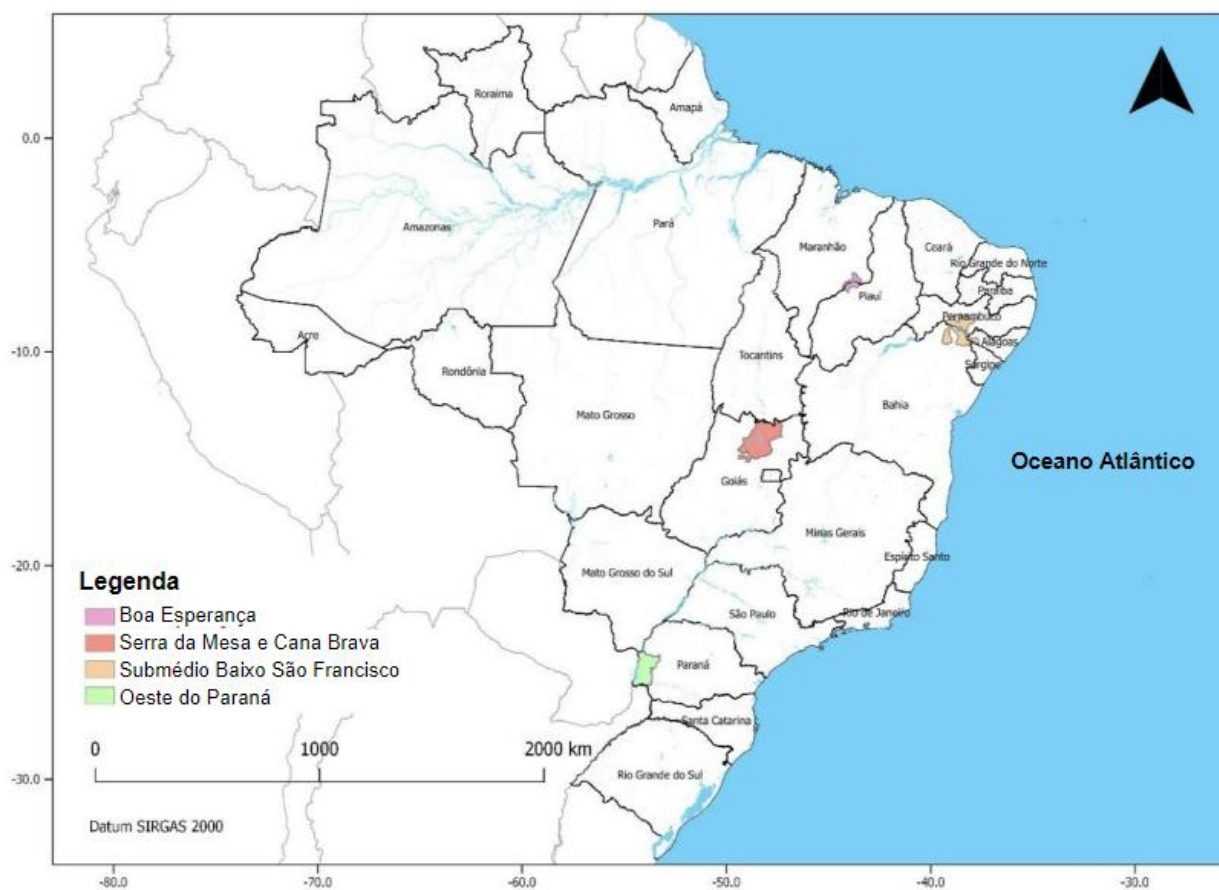 Roraima
Amapá
0.0
Amazonas
Pará
Maranhão
Ceará
Rio Grande do Norte
Paraíba
Piauí
Pernambuco
Acre
Alagoas
-10.0
Tocantins
Sergipe
Rondônia
Bahia
Mato Grosso
Oceano Atlântico
Goiás
Minas Gerais
Espírito Santo
-20.0
Mato Grosso do Sul
Legenda
Boa Esperança
Serra da Mesa e Cana Brava
Submédio Baixo São Francisco
Oeste do Paraná
São Paulo
Rio de Janeiro
Paraná
Santa Catarina
0 1000 2000 km
Rio Grande do Sul
-30.0
Datum SIRGAS 2000
-80.0 -70.0 -60.0 -50.0 -40.0 -30.0